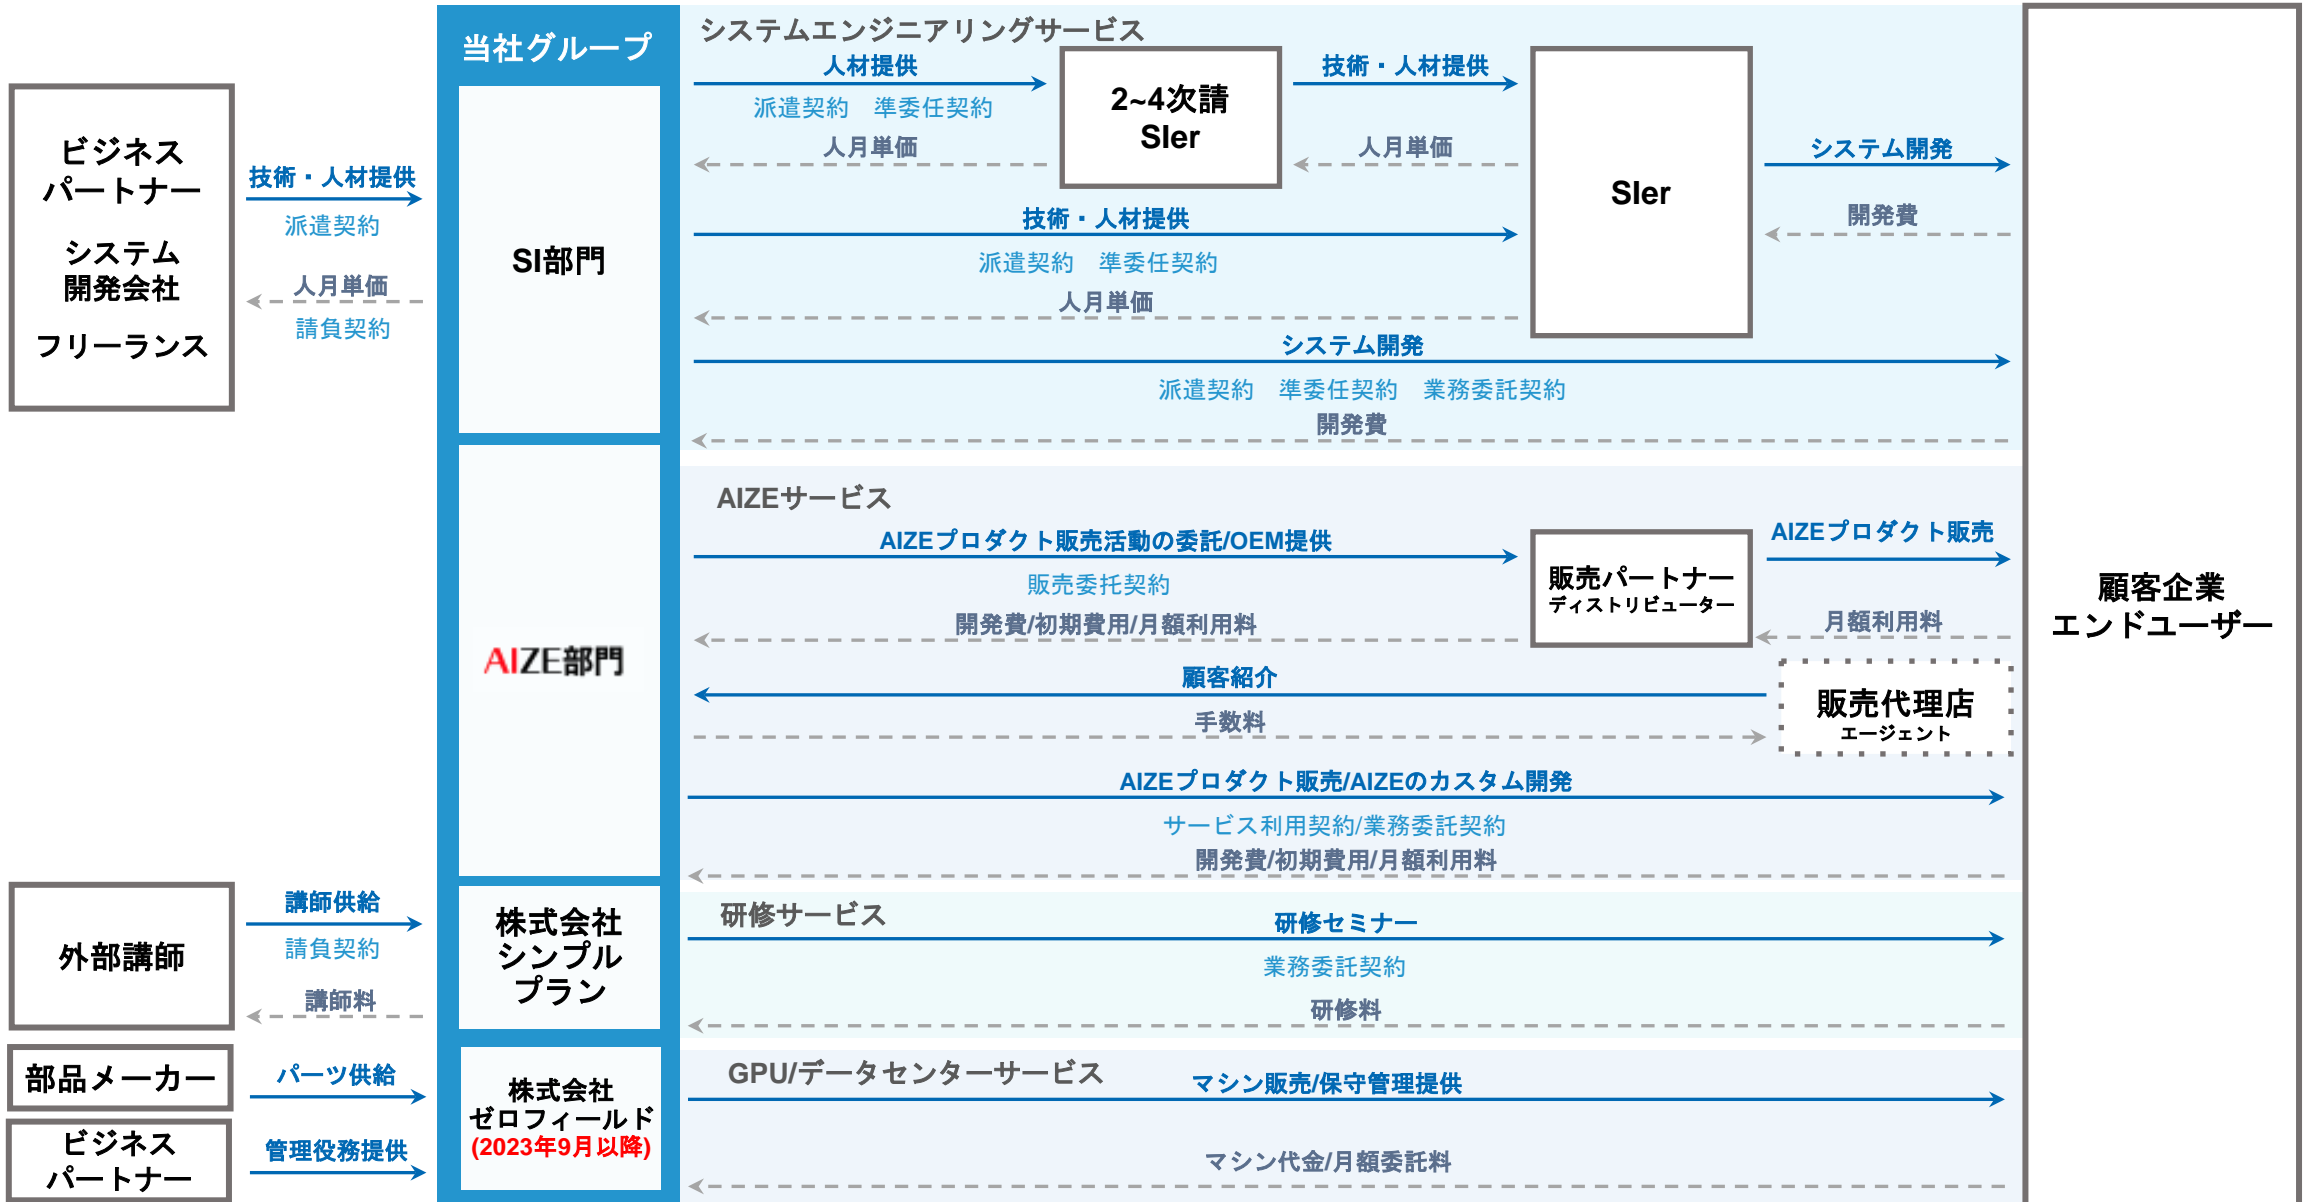 当社グループ
システムエンジニアリングサービス
人材提供
派遣契約　準委任契約
人月単価
2~4次請
SIer
技術・人材提供
人月単価
SIer
システム開発
開発費
ビジネス
パートナー
システム
開発会社
フリーランス
技術・人材提供
派遣契約
人月単価
請負契約
SI部門
技術・人材提供
派遣契約　準委任契約
人月単価
システム開発
派遣契約　準委任契約　業務委託契約
開発費
AIZEサービス
AIZE部門
AIZEプロダクト販売活動の委託/OEM提供
販売委托契約
開発費/初期費用/月額利用料
販売パートナー
ディストリビューター
AIZEプロダクト販売
月額利用料
顧客企業
エンドユーザー
顧客紹介
手数料
販売代理店
エージェント
AIZEプロダクト販売/AIZEのカスタム開発
サービス利用契約/業務委託契約
開発費/初期費用/月額利用料
外部講師
講師供給
請負契約
講師料
株式会社
シンプル
プラン
研修サービス
研修セミナー
業務委託契約
研修料
部品メーカー
パーツ供給
ビジネス
パートナー
管理役務提供
株式会社
ゼロフィールド
(2023年9月以降)
GPU/データセンターサービス
マシン販売/保守管理提供
マシン代金/月額委託料